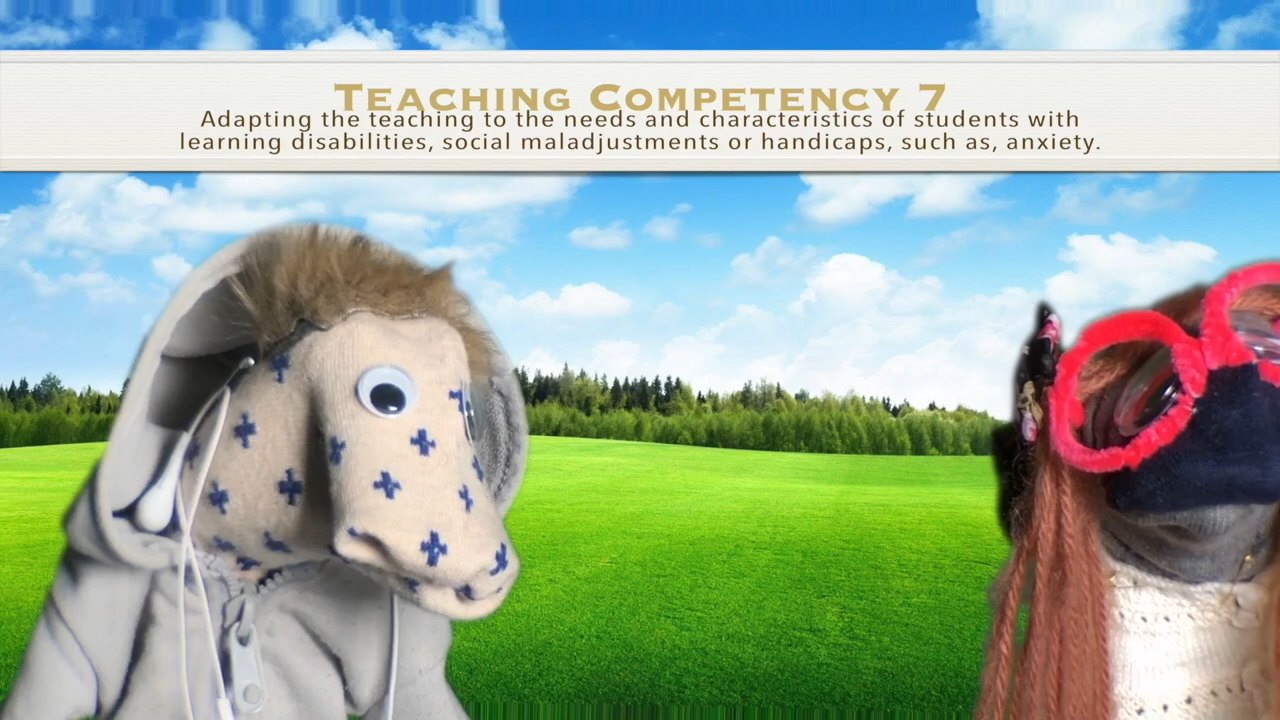 Teaching Competency 7
Adapting the teaching to the needs and characteristics of students with
learning disabilities, social maladjustments or handicaps, such as, anxiety.